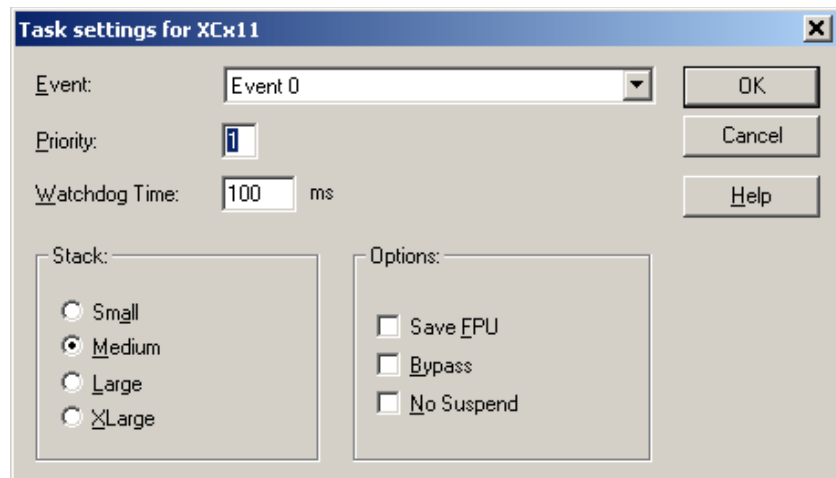 Task settings for XCx11
Event: Event 0 OK
Priority: 1 Cancel
Watchdog Time: 100 ms Help
Stack: Options:
Small
Save FPU
Medium
Bypass
Large
No Suspend
XLarge